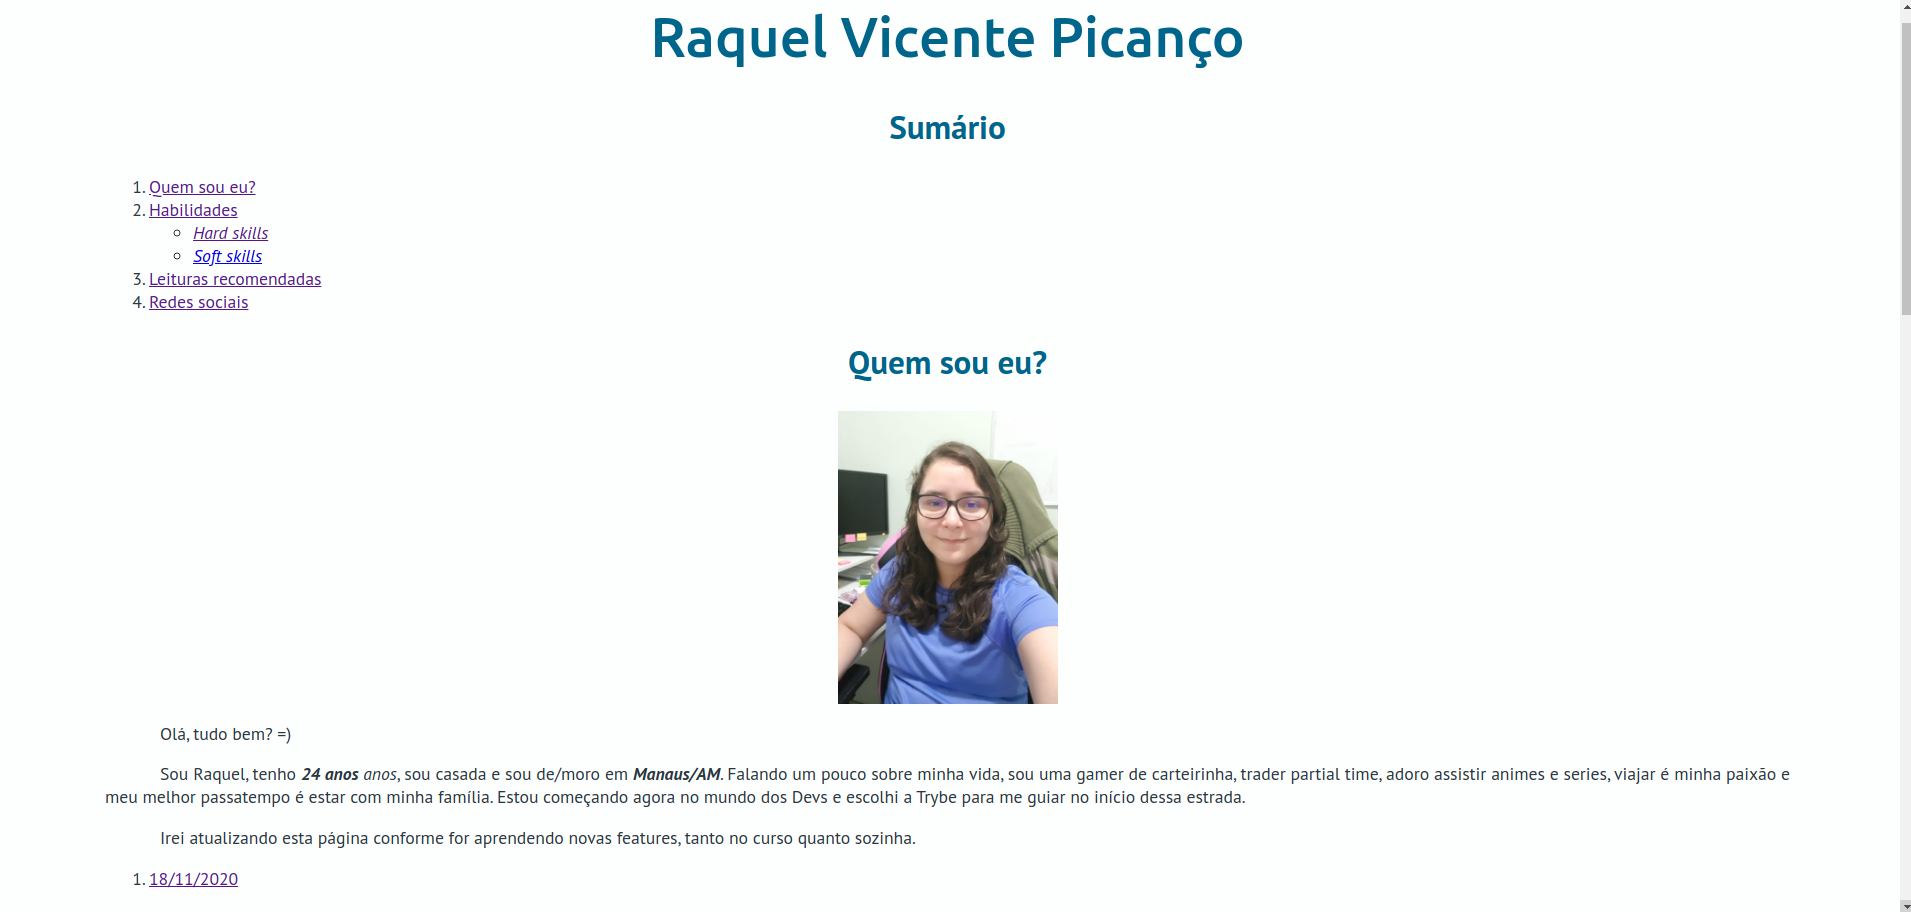 Raquel Vicente Picanço
Sumário
1. Quem sou eu?
2. Habilidades
Hard skills
Soft skills
3. Leituras recomendadas
4. Redes sociais
Quem sou eu?
Olá, tudo bem? =)
Sou Raquel, tenho 24 anos anos, sou casada e sou de/moro em Manaus/AM. Falando um pouco sobre minha vida, sou uma gamer de carteirinha, trader partial time, adoro assistir animes e series, viajar é minha paixão e
meu melhor passatempo é estar com minha família. Estou começando agora no mundo dos Devs e escolhi a Trybe para me guiar no início dessa estrada.
Irei atualizando esta página conforme for aprendendo novas features, tanto no curso quanto sozinha.
1. 18/11/2020